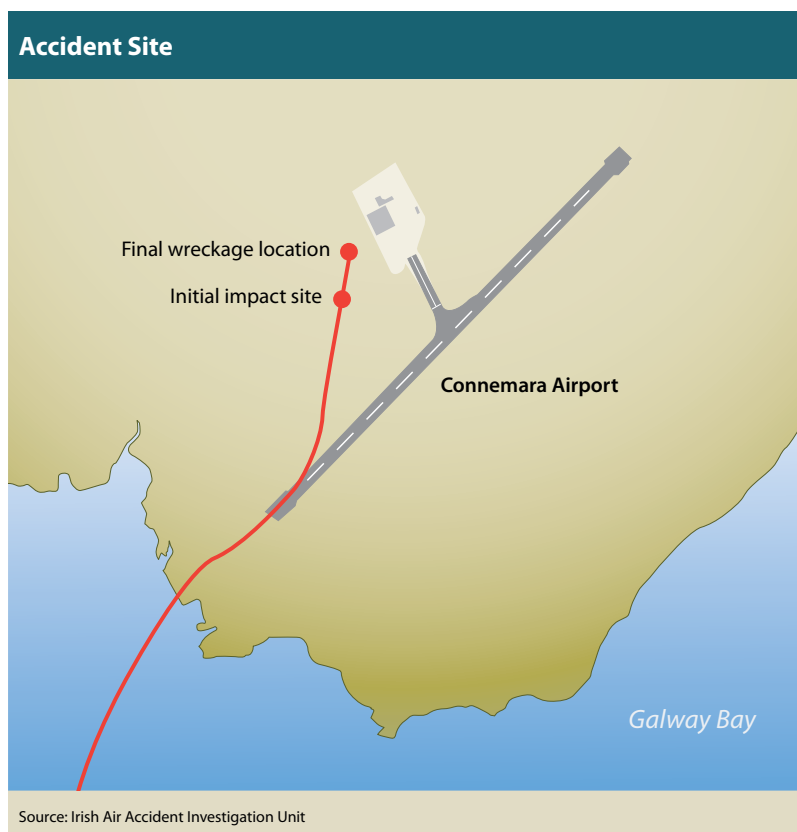 Accident Site
Final wreckage location
Initial impact site
Connemara Airport
Galway Bay
Source: Irish Air Accident Investigation Unit